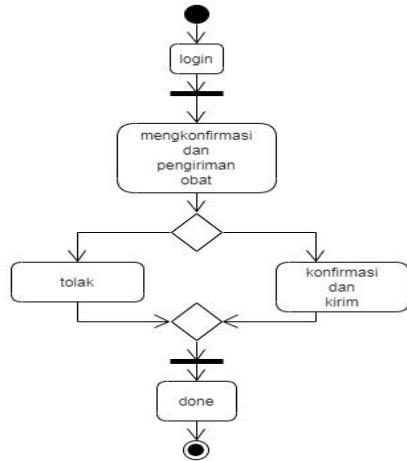 login
mengkonfirmasi
dan
pengiriman
obat
tolak
konfirmasi
dan
kirim
done